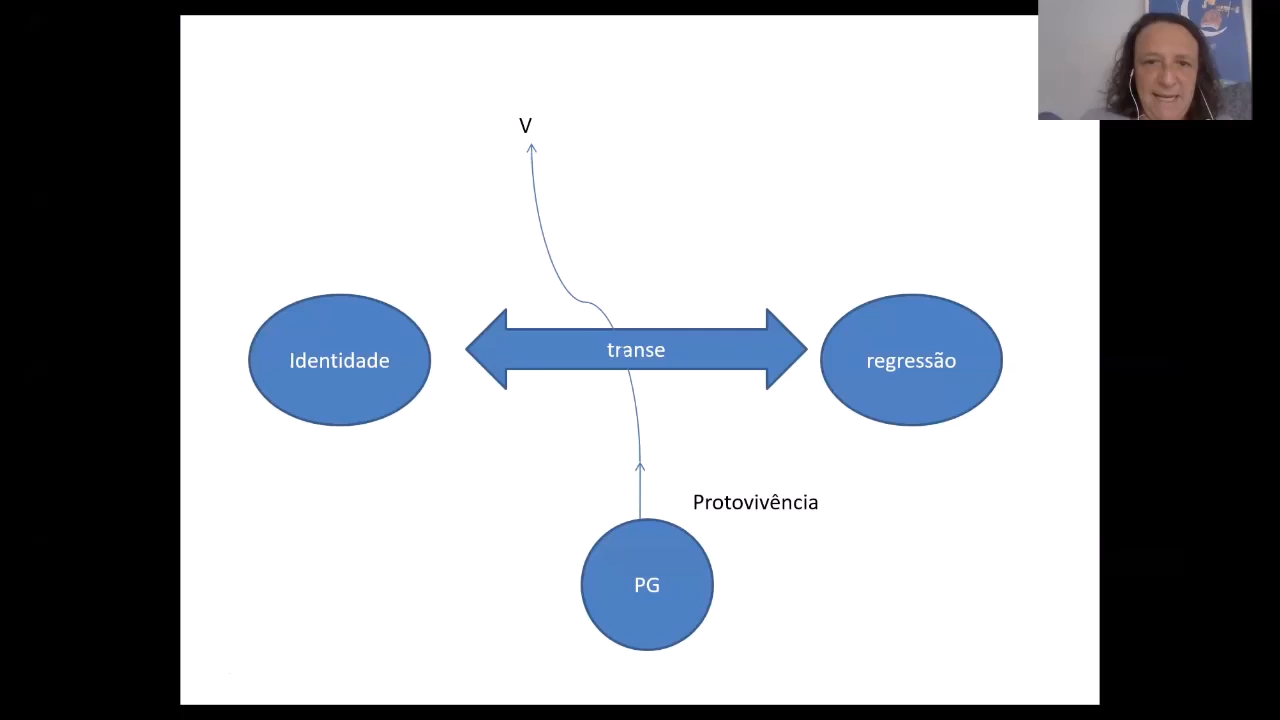 V
Identidade
transe
regressão
Protovivência
PG